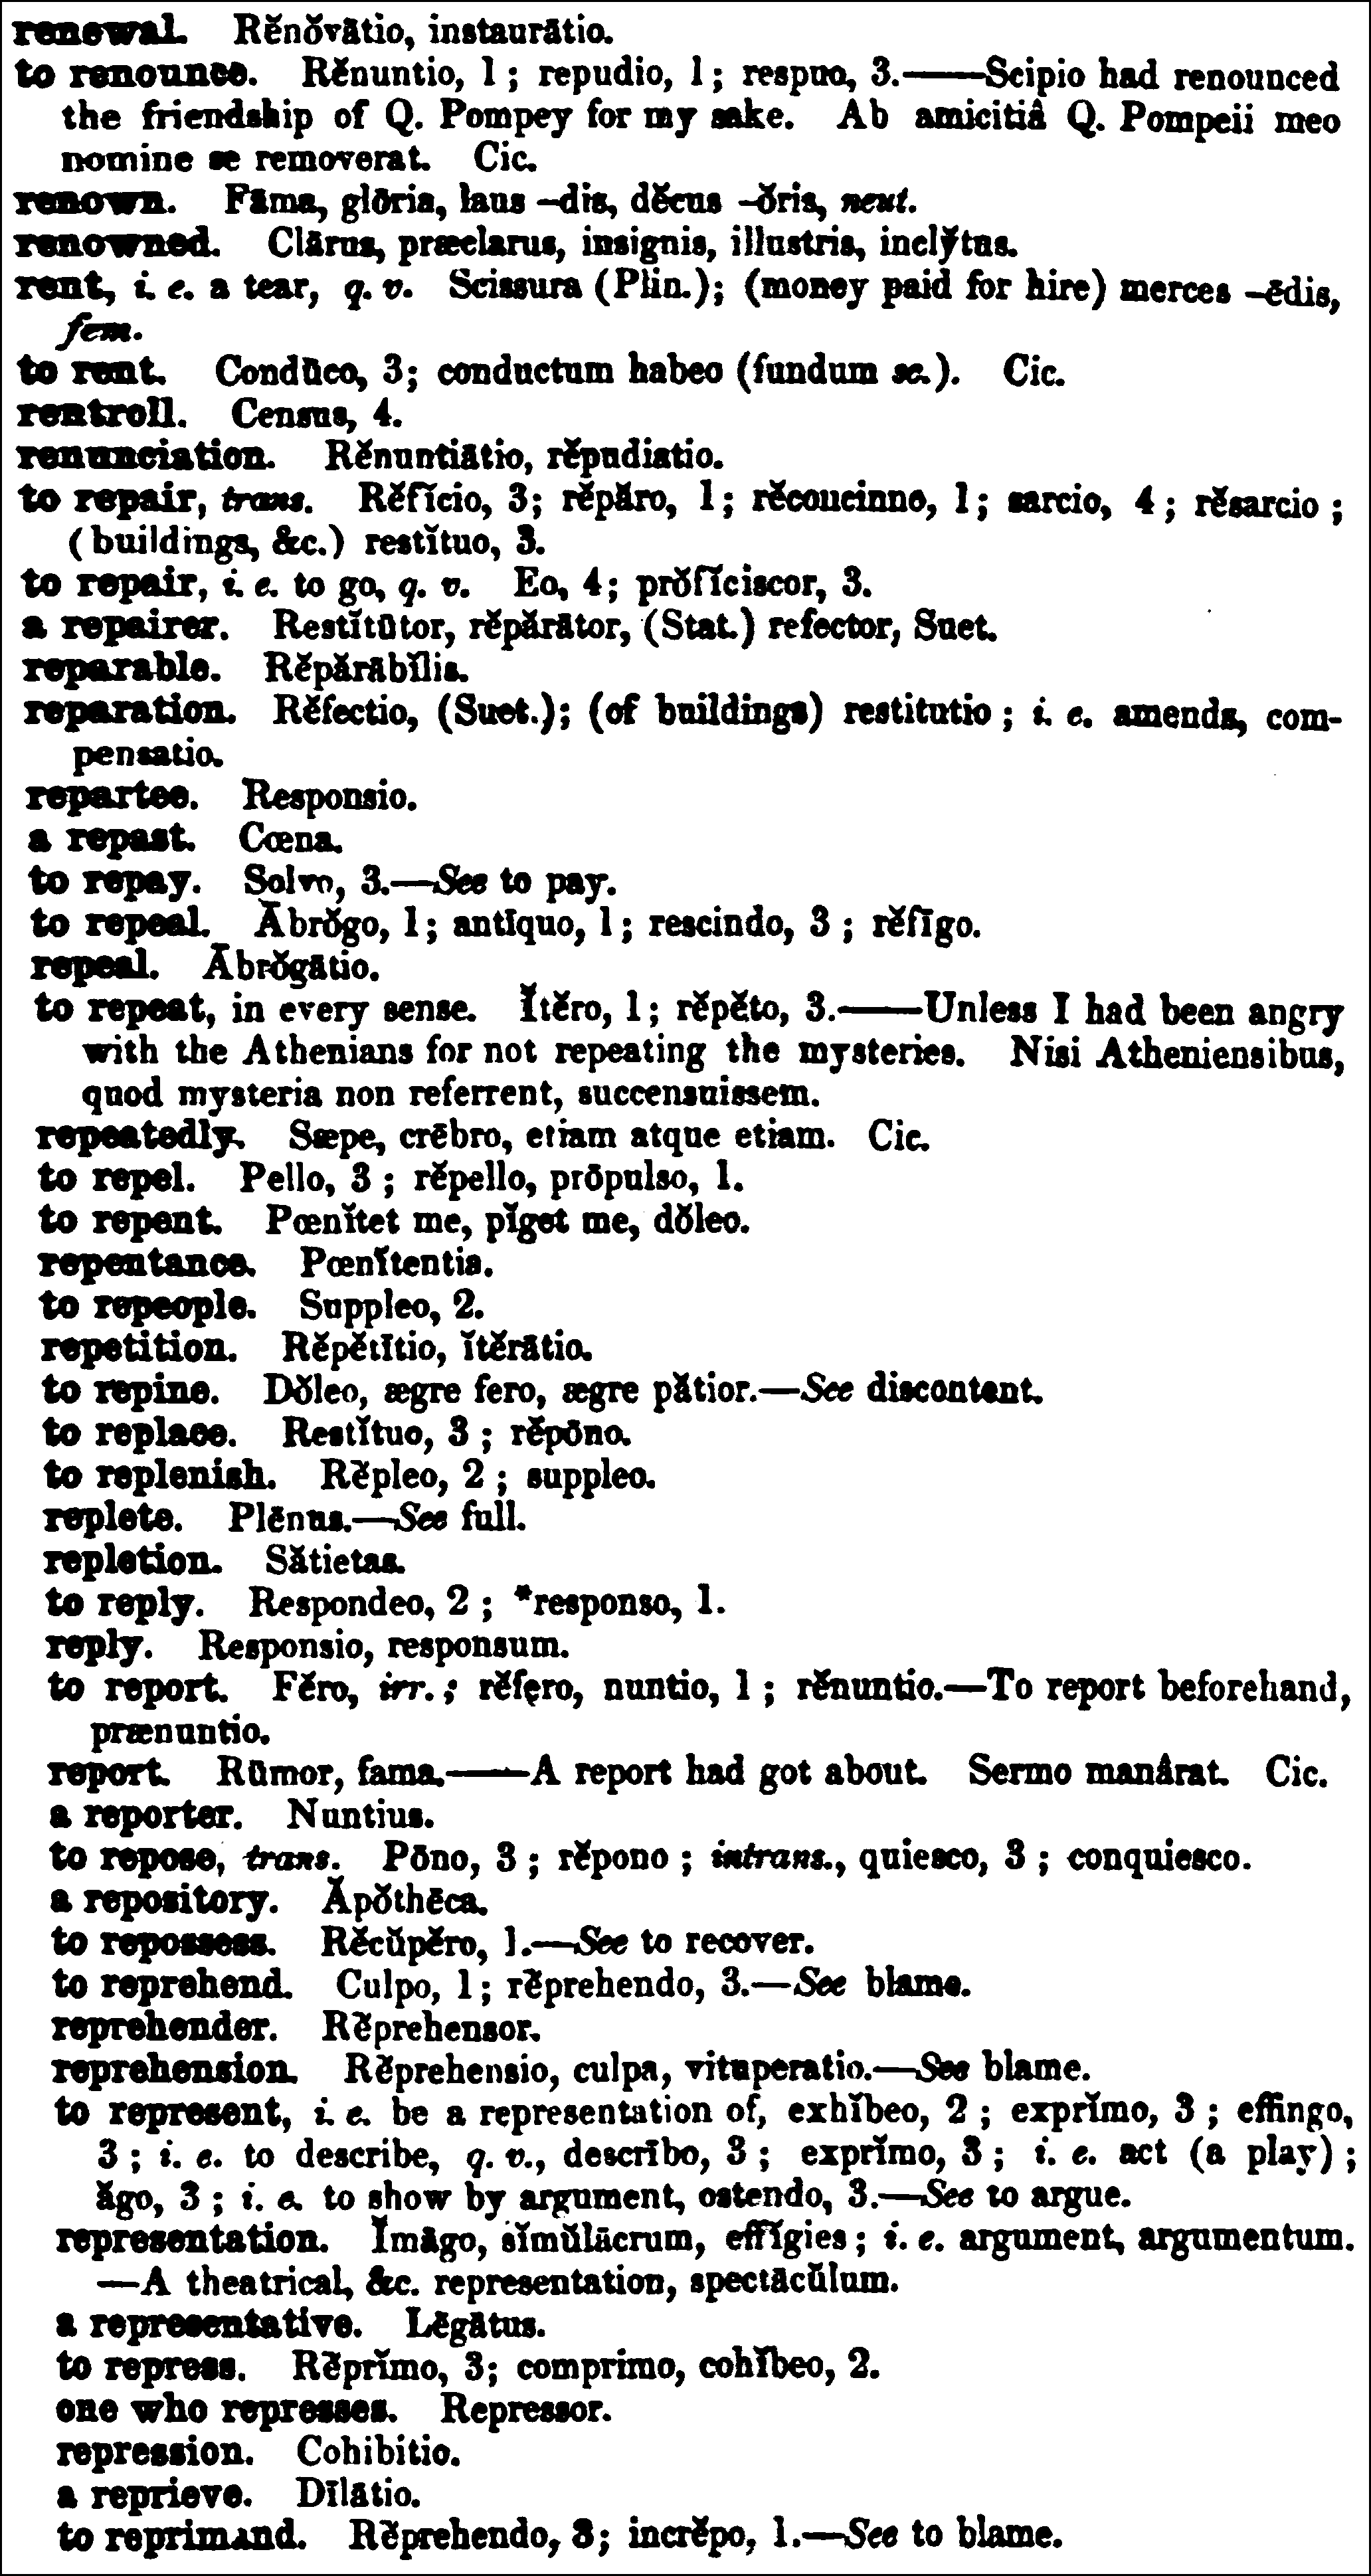 renewal. Rĕnŏvātio, instaurātio.
to renounce. Rĕnuntio, 1; repudio, 1; respuo, 3.——Scipio had renounced
the friendship of Q. Pompey for my sake. Ab amicitiâ Q. Pompeii meo
nomine se removerat. Cic.
renown. Fāma, glōria, laus –dis, dĕcus –ŏris, neut.
renowned. Clārus, præclarus, insignis, illustris, inclўtus.
rent, i. e. a tear, q. v. Scissura (Plin.); (money paid for hire) merces –ēdis,
fem.
to rent. Condūco, 3; conductum habeo (fundum sc.). Cic.
rentroll. Census, 4.
renunciation. Rĕnuntiātio, rĕpudiatio.
to repair, trans. Rĕfĭcio, 3; rĕpăro, 1; rĕconcinno, 1; sarcio, 4; rĕsarcio;
(buildings, &c.) restĭtuo, 3.
to repair, i. e. to go, q. v. Eo, 4; prŏfĭciscor, 3.
a repairer. Restĭtūtor, rĕpărātor, (Stat.) refector, Suet.
reparable. Rĕpărābĭlis.
reparation. Rĕfectio, (Suet.); (of buildings) restitutio; i. e. amends, com-
pensatio.
repartee. Responsio.
a repast. Cœna.
to repay. Solvo, 3.—See to pay.
to repeal. Ābrŏgo, 1; antīquo, 1; rescindo, 3; rĕfīgo.
repeal. Ābrŏgātio.
to repeat, in every sense. Ĭtĕro, 1; rĕpĕto, 3.——Unless I had been angry
with the Athenians for not repeating the mysteries. Nisi Atheniensibus,
quod mysteria non referrent, succensuissem.
repeatedly. Sæpe, crēbro, etiam atque etiam. Cic.
to repel. Pello, 3; rĕpello, prōpulso, 1.
to repent. Pœnĭtet me, pĭget me, dŏleo.
repentance. Pœnĭtentia.
to repeople. Suppleo, 2.
repetition. Rĕpĕtītio, ĭtĕrātio.
to repine. Dŏleo, ægre fero, ægre pătior.—See discontent.
to replace. Restĭtuo, 3; rĕpōno.
to replenish. Rĕpleo, 2; suppleo.
replete. Plēnus.—See full.
repletion. Sătietas.
to reply. Respondeo, 2; *responso, 1.
reply. Responsio, responsum.
to report. Fĕro, irr.; rĕfero, nuntio, 1; rĕnuntio.—To report beforehand,
prænuntio.
report. Rūmor, fama.——A report had got about. Sermo manârat. Cic.
a reporter. Nuntius.
to repose, trans. Pōno, 3; rĕpono; intrans., quiesco, 3; conquiesco.
a repository. Ăpŏthēca.
to repossess. Rĕcŭpĕro, 1.—See to recover.
to reprehend. Culpo, 1; rĕprehendo, 3.—See blame.
reprehender. Rĕprehensor.
reprehension. Rĕprehensio, culpa, vituperatio.—See blame.
to represent, i. e. be a representation of, exhĭbeo, 2; exprĭmo, 3; effingo,
3; i. e. to describe, q. v., descrībo, 3; exprĭmo, 3; i. e. act (a play);
ăgo, 3; i. e. to show by argument, ostendo, 3.—See to argue.
representation. Ĭmāgo, sĭmŭlācrum, effĭgies; i. e. argument, argumentum.
—A theatrical, &c. representation, spectācŭlum.
a representative. Lēgātus.
to repress. Rĕprĭmo, 3; comprimo, cohĭbeo, 2.
one who represses. Repressor.
repression. Cohibitio.
a reprieve. Dīlātio.
to reprimand. Rĕprehendo, 3; incrĕpo, 1.—See to blame.